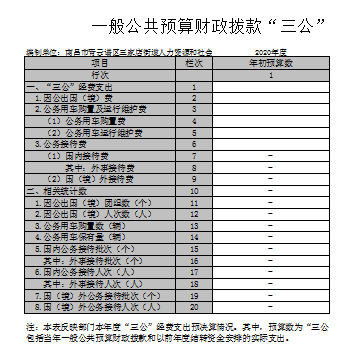 一般公共预算财政拨款“三公”
编制单位：南昌市青云谱区三家店街道人力资源和社会 2020年度
项目 栏次 年初预算数
行次 1
一、“三公”经费支出 1
1.因公出国（境）费 2
2.公务用车购置及运行维护费 3
（1）公务用车购置费 4
（2）公务用车运行维护费 5
3.公务接待费 6
（1）国内接待费 7 －
其中：外事接待费 8 －
（2）国（境）外接待费 9 －
二、相关统计数 10 －
1.因公出国（境）团组数（个） 11 －
2.因公出国（境）人次数（人） 12 －
3.公务用车购置数（辆） 13 －
4.公务用车保有量（辆） 14 －
5.国内公务接待批次（个） 15 －
其中：外事接待批次（个） 16 －
6.国内公务接待人次（人） 17 －
其中：外事接待人次（人） 18 －
7.国（境）外公务接待批次（个） 19 －
8.国（境）外公务接待人次（人） 20 －
注：本表反映部门本年度“三公”经费支出预决算情况。其中，预算数为“三公
包括当年一般公共预算财政拨款和以前年度结转资金安排的实际支出。